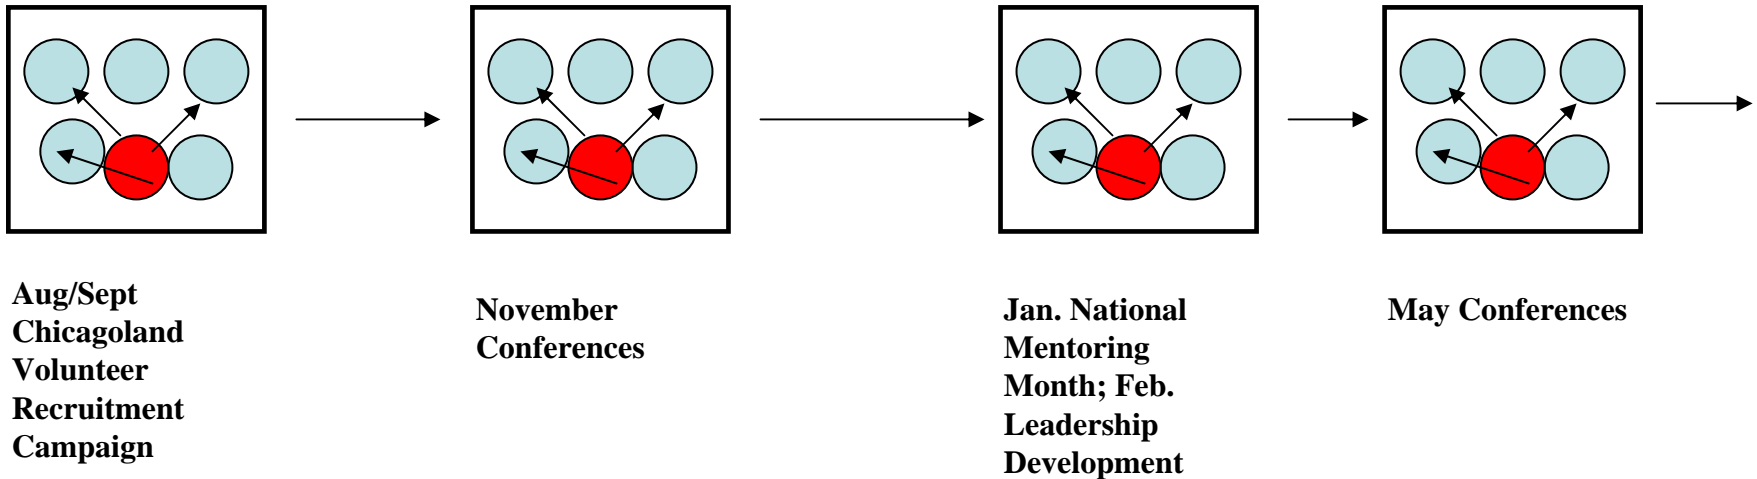 Aug/Sept
Chicagoland
Volunteer
Recruitment
Campaign
November
Conferences
Jan. National
Mentoring
Month; Feb.
Leadership
Development
May Conferences